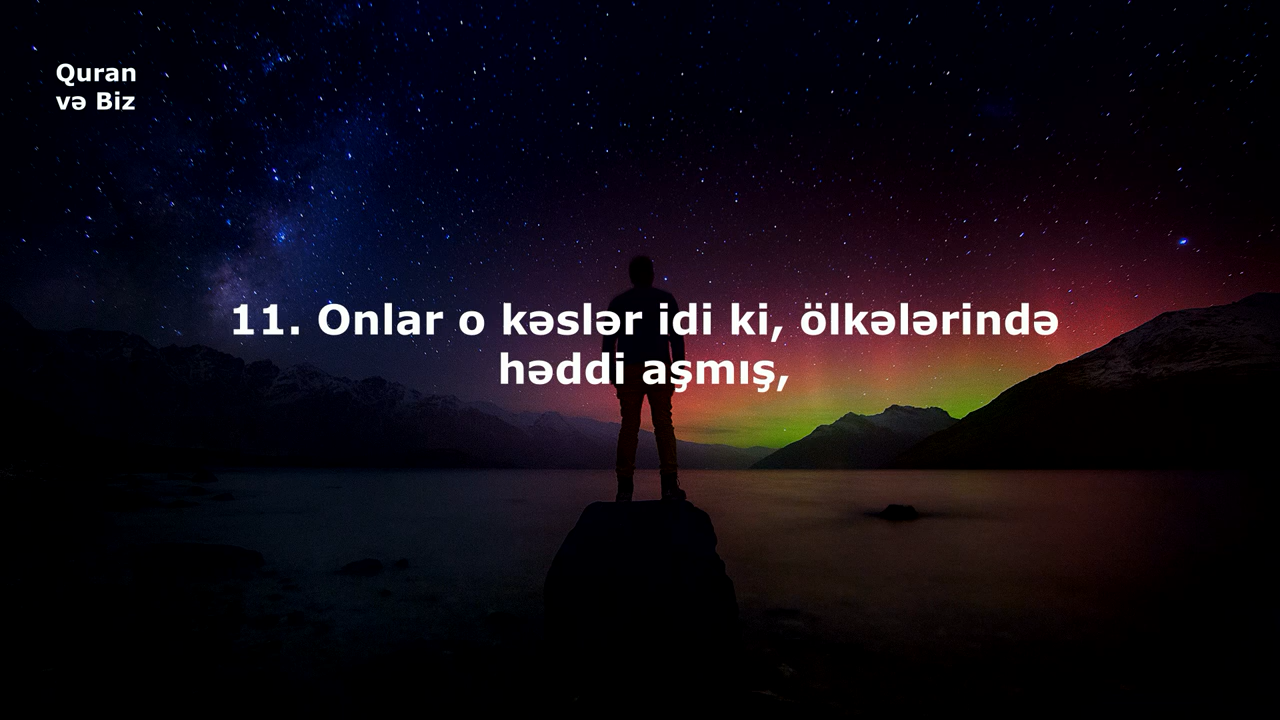 Quran
və Biz
11. Onlar o kəslər idi ki, ölkələrində
həddi aşmış,